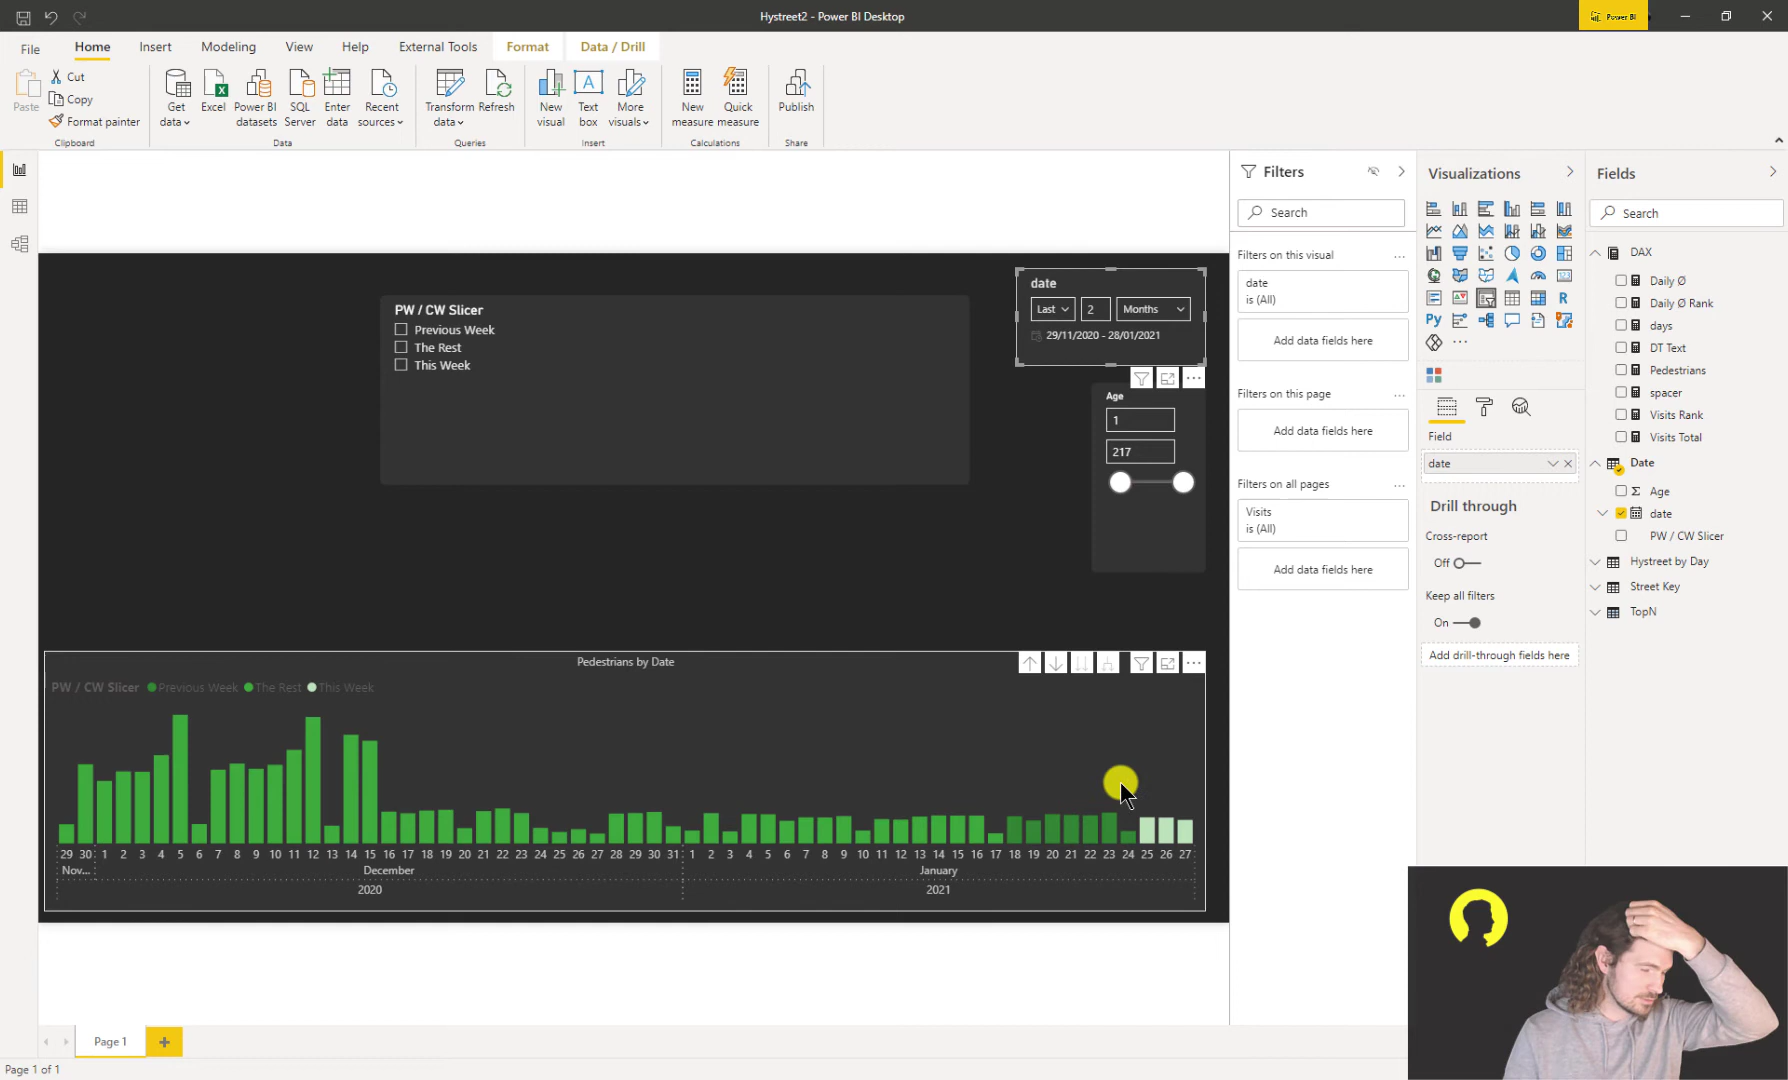 Hystreet2 - Power BI Desktop
Power BI
File
Home
Insert
Modeling
View
Help
External Tools
Format
Data / Drill
Paste
Cut
Copy
Format painter
Clipboard
Get data
Excel
Power BI datasets
SQL Server
Enter data
Recent sources
Data
Transform data
Refresh
Queries
New visual
Text box
More visuals
Insert
New measure
Quick measure
Calculations
Publish
Share
PW / CW Slicer
Previous Week
The Rest
This Week
date
Last
2
Months
29/11/2020 - 28/01/2021
Age
1
217
Pedestrians by Date
PW / CW Slicer Previous Week The Rest This Week
29 30 1 2 3 4 5 6 7 8 9 10 11 12 13 14 15 16 17 18 19 20 21 22 23 24 25 26 27 28 29 30 31 1 2 3 4 5 6 7 8 9 10 11 12 13 14 15 16 17 18 19 20 21 22 23 24 25 26 27
Nov... December January
2020 2021
Filters
Search
Filters on this visual
...
date
is (All)
Add data fields here
Filters on this page
...
Add data fields here
Filters on all pages
...
Visits
is (All)
Add data fields here
Visualizations
123
R
Py
...
Field
date
Drill through
Cross-report
Off
Keep all filters
On
Add drill-through fields here
Fields
Search
DAX
Daily Ø
Daily Ø Rank
days
DT Text
Pedestrians
spacer
Visits Rank
Visits Total
Date
Σ Age
date
PW / CW Slicer
Hystreet by Day
Street Key
TopN
Page 1
Page 1 of 1